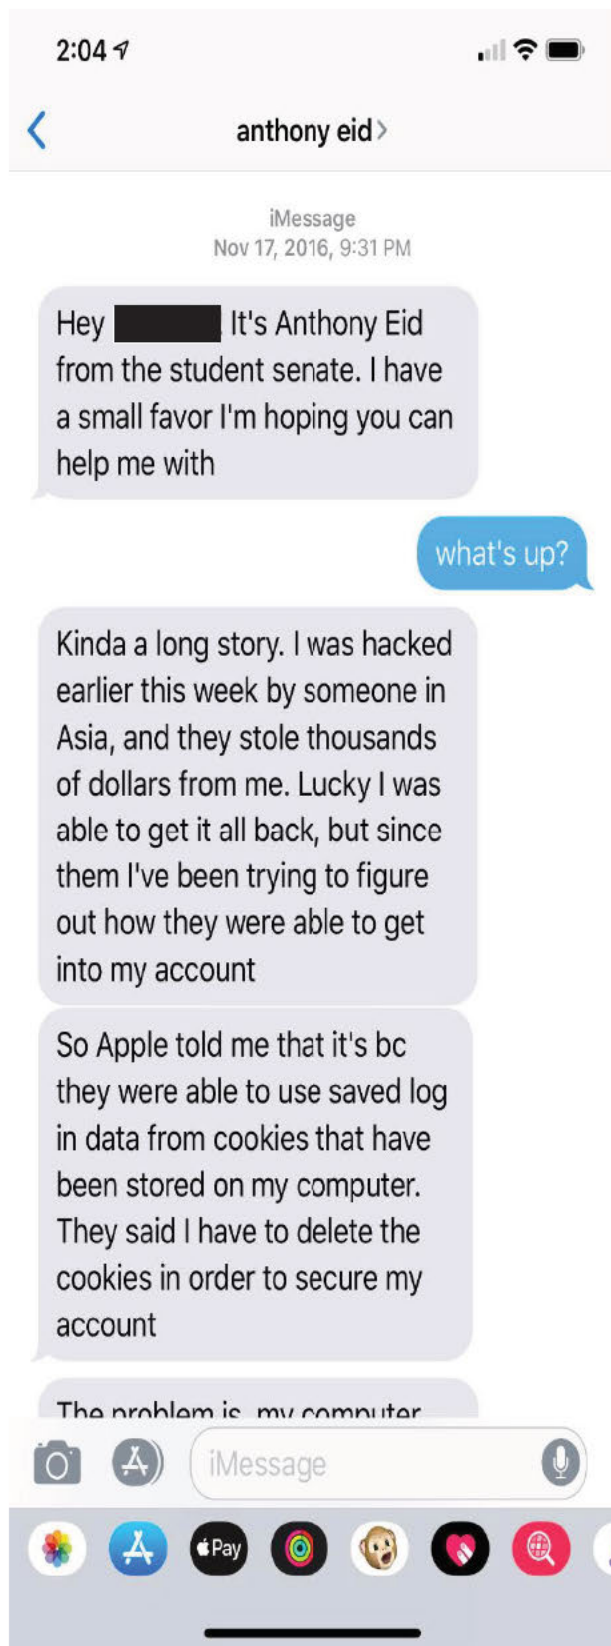 2:04
anthony eid
iMessage
Nov 17, 2016, 9:31 PM
Hey It's Anthony Eid
from the student senate. I have
a small favor I'm hoping you can
help me with
what's up?
Kinda a long story. I was hacked
earlier this week by someone in
Asia, and they stole thousands
of dollars from me. Lucky I was
able to get it all back, but since
them I've been trying to figure
out how they were able to get
into my account
So Apple told me that it's bc
they were able to use saved log
in data from cookies that have
been stored on my computer.
They said I have to delete the
cookies in order to secure my
account
The problem is, my computer
iMessage
Pay